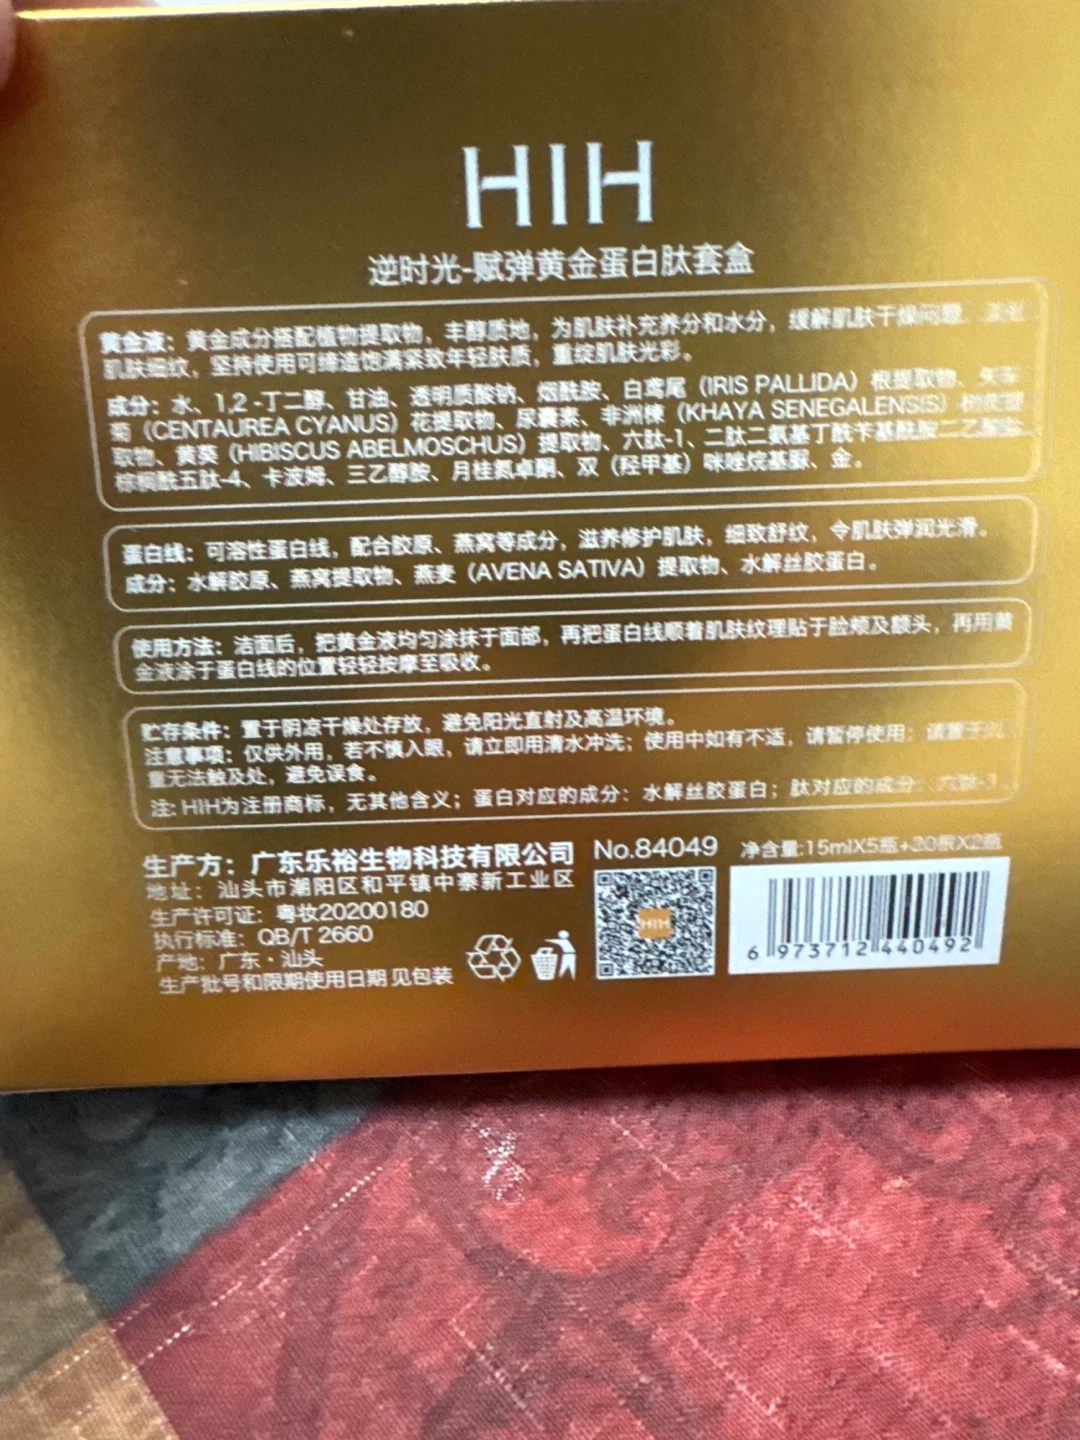 HIH
逆时光-赋弹黄金蛋白肽套盒
黄金液：黄金成分搭配植物提取物，丰醇质地，为肌肤补充养分和水分，缓解肌肤干燥问题，
肌肤细纹，坚持使用可缔造饱满紧致年轻肤质，重绽肌肤光彩。
成分：水、1,2 -丁二醇、甘油、透明质酸钠、烟酰胺、白鸢尾（IRIS PALLIDA）根提取物、矢车
菊（CENTAUREA CYANUS）花提取物、尿囊素、非洲楝（KHAYA SENEGALENSIS）树皮提
取物、黄葵（HIBISCUS ABELMOSCHUS）提取物、六肽-1、二肽二氨基丁酰苄基酰胺二乙酸盐、
棕榈酰五肽-4、卡波姆、三乙醇胺、月桂氮卓酮、双（羟甲基）咪唑烷基脲、金。
蛋白线：可溶性蛋白线，配合胶原、燕窝等成分，滋养修护肌肤，细致舒纹，令肌肤弹润光滑。
成分：水解胶原、燕窝提取物、燕麦（AVENA SATIVA）提取物、水解丝胶蛋白。
使用方法：洁面后，把黄金液均匀涂抹于面部，再把蛋白线顺着肌肤纹理贴于脸颊及额头，再用黄
金液涂于蛋白线的位置轻轻按摩至吸收。
贮存条件：置于阴凉干燥处存放，避免阳光直射及高温环境。
注意事项：仅供外用，若不慎入眼，请立即用清水冲洗；使用中如有不适，请暂停使用；请置于儿
童无法触及处，避免误食。
注：HIH为注册商标，无其他含义；蛋白对应的成分：水解丝胶蛋白；肽对应的成分：六肽-1
生产方：广东乐裕生物科技有限公司
地址：汕头市潮阳区和平镇中寨新工业区
生产许可证：粤妆20200180
执行标准：QB/T 2660
产地：广东·汕头
生产批号和限期使用日期 见包装
No.84049
HIH
净含量:15mlX5瓶+20根X2瓶
6 973712 440492